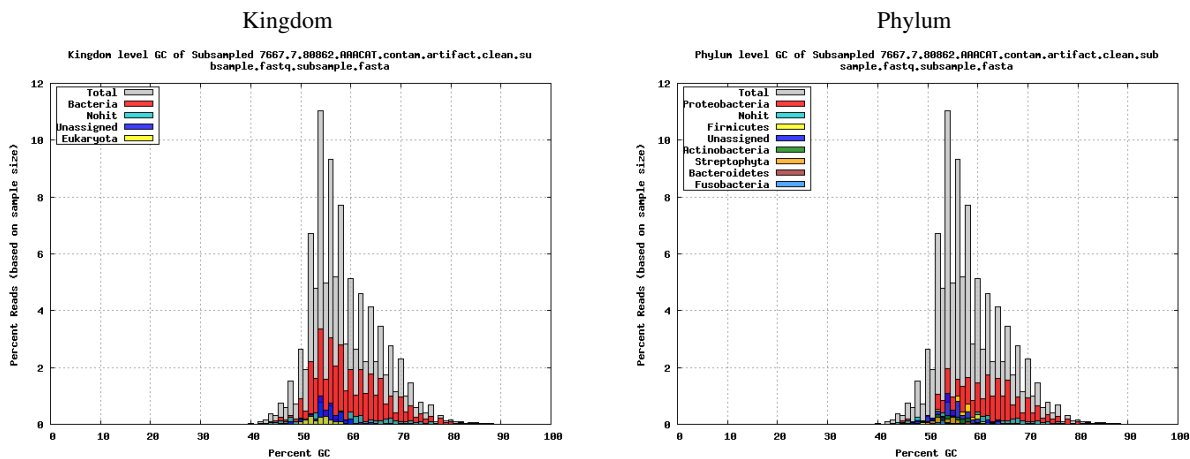 Kingdom
Kingdom level GC of Subsampled 7667.7.80862.AAACAT.contam.artifact.clean.su
bsample.fastq.subsample.fasta
Percent Reads (based on sample size)
12
10
8
6
4
2
0
Total
Bacteria
Nohit
Unassigned
Eukaryota
0 10 20 30 40 50 60 70 80 90 100
Percent GC
Phylum
Phylum level GC of Subsampled 7667.7.80862.AAACAT.contam.artifact.clean.sub
sample.fastq.subsample.fasta
Percent Reads (based on sample size)
12
10
8
6
4
2
0
Total
Proteobacteria
Nohit
Firmicutes
Unassigned
Actinobacteria
Streptophyta
Bacteroidetes
Fusobacteria
0 10 20 30 40 50 60 70 80 90 100
Percent GC